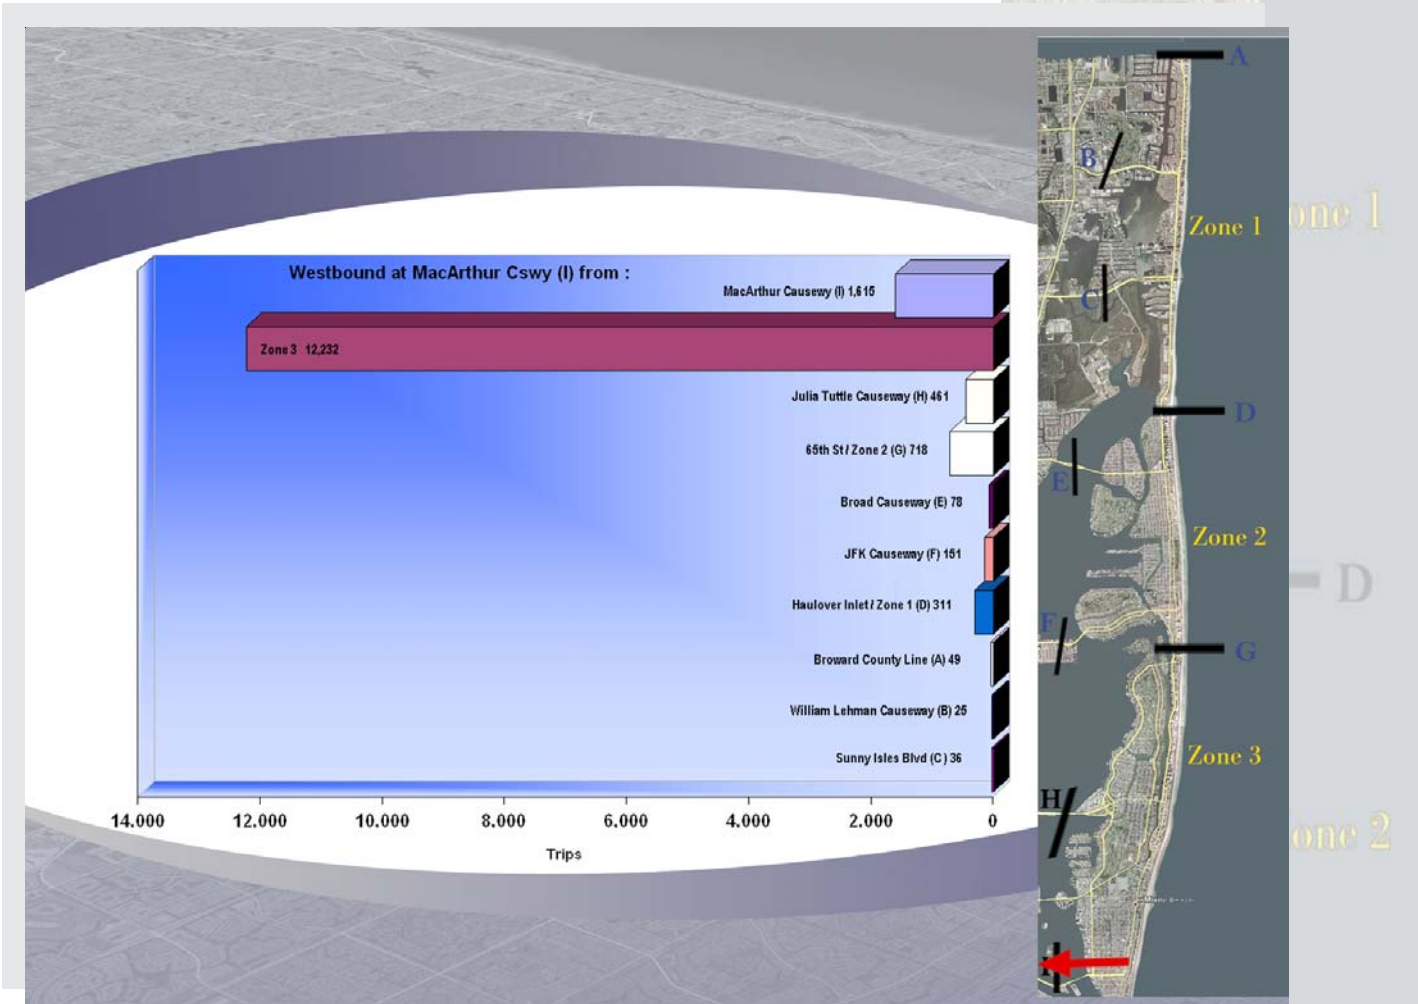 Westbound at MacArthur Cswy (I) from :
MacArthur Causewy (I) 1,615
Zone 3 12,232
Julia Tuttle Causeway (H) 461
65th St / Zone 2 (G) 718
Broad Causeway (E) 78
JFK Causeway (F) 151
Haulover Inlet / Zone 1 (D) 311
Broward County Line (A) 49
William Lehman Causeway (B) 25
Sunny Isles Blvd (C) 36
14.000 12.000 10.000 8.000 6.000 4.000 2.000 0
Trips
A
B
Zone 1
C
D
E
Zone 2
F
G
Zone 3
H
one 1
D
one 2